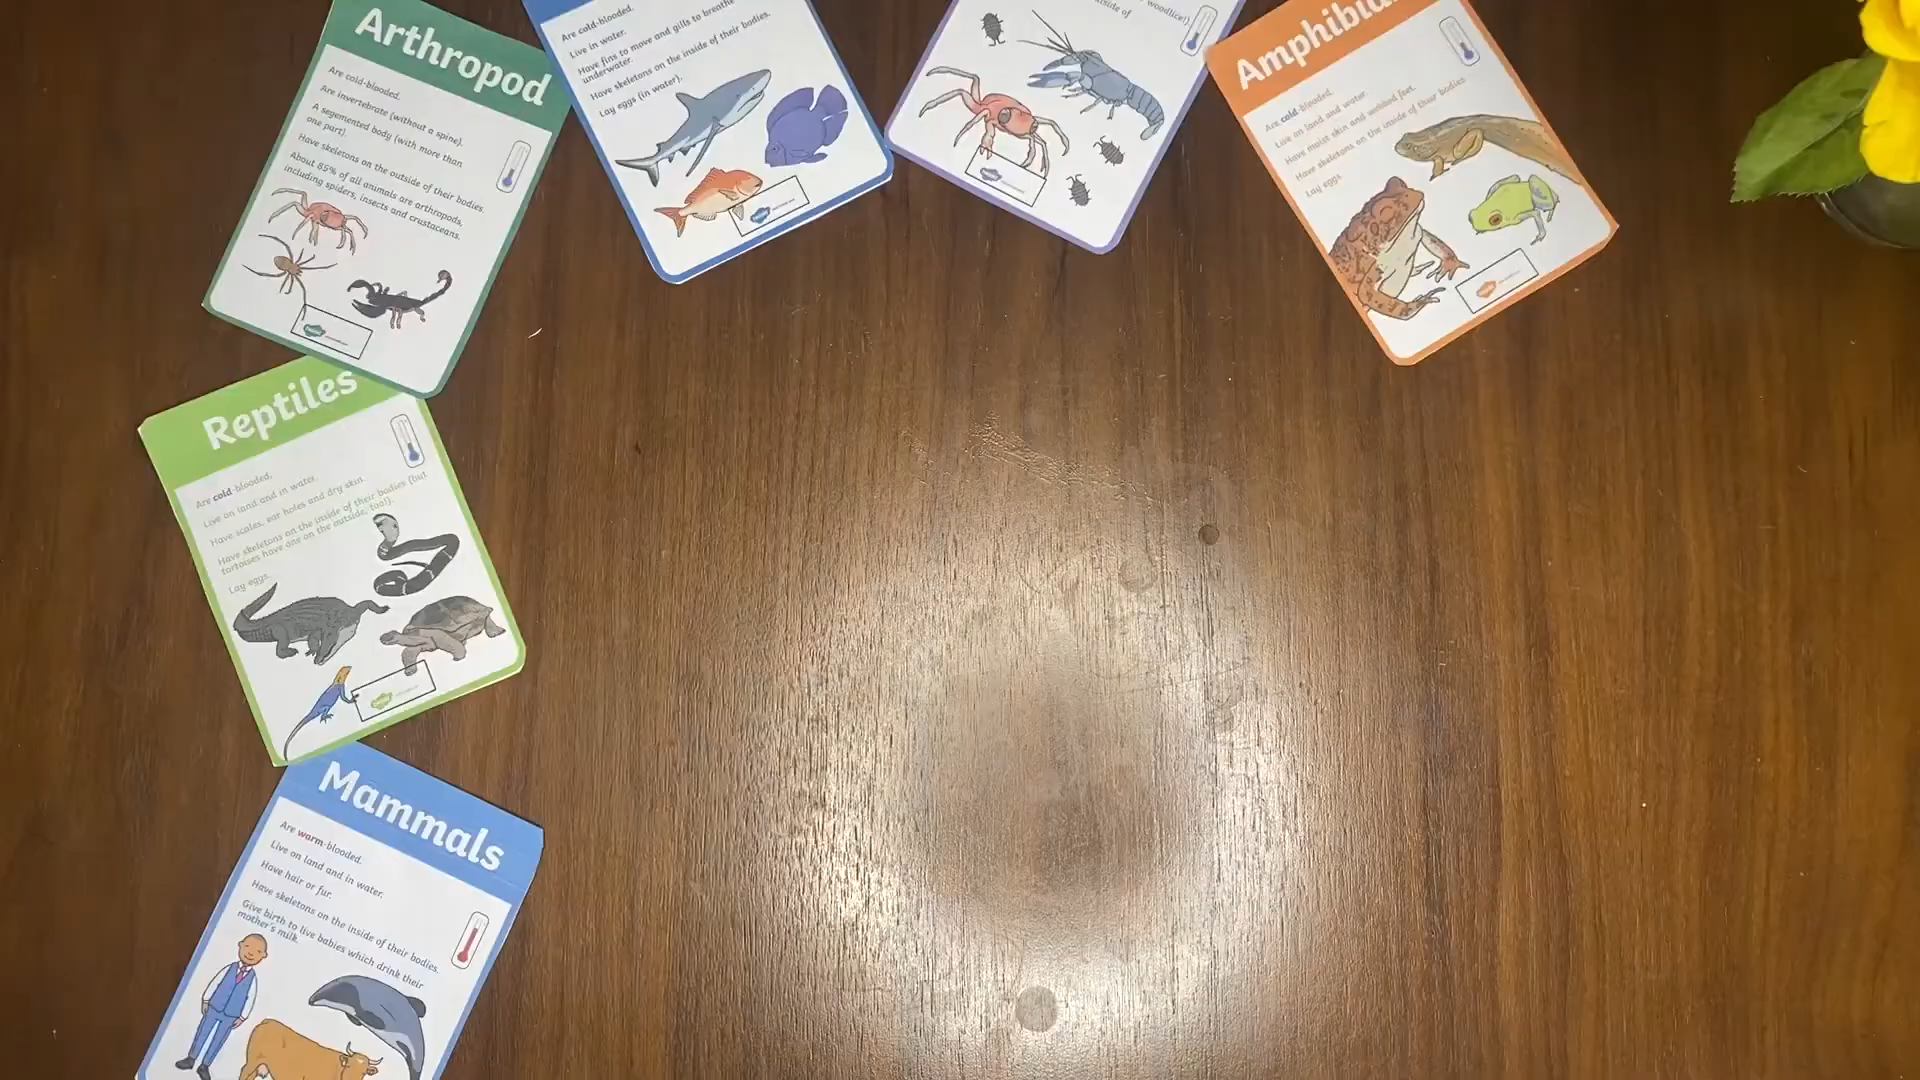 Arthropod
Are cold-blooded.
Are invertebrate (without a spine).
A segemented body (with more than
one part).
Have skeletons on the outside of their bodies.
About 85% of all animals are arthropods,
including spiders, insects and crustaceans.
Are cold-blooded.
Live in water.
Have fins to move and gills to breathe
underwater.
Have skeletons on the inside of their bodies.
Lay eggs (in water).
woodlice!)
side of
Amphibia
Are cold-blooded.
Live on land and water.
Have moist skin and webbed feet.
Have skeletons on the inside of their bodies
Lay eggs.
Reptiles
Are cold-blooded.
Live on land and in water.
Have scales, ear holes and dry skin.
Have skeletons on the inside of their bodies (but
tortoises have one on the outside, too!).
Lay eggs.
Mammals
Are warm-blooded.
Live on land and in water.
Have hair or fur.
Have skeletons on the inside of their bodies.
Give birth to live babies which drink their
mother's milk.